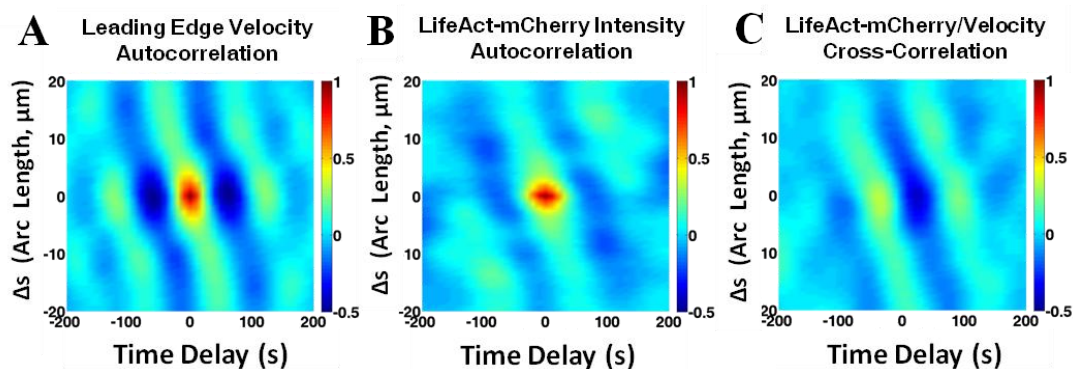 A
Leading Edge Velocity
Autocorrelation
Δs (Arc Length, μm)
20
10
0
-10
-20
-200
-100
0
100
200
Time Delay (s)
1
0.5
0
-0.5
B
LifeAct-mCherry Intensity
Autocorrelation
Δs (Arc Length, μm)
20
10
0
-10
-20
-200
-100
0
100
200
Time Delay (s)
1
0.5
0
-0.5
C
LifeAct-mCherry/Velocity
Cross-Correlation
Δs (Arc Length, μm)
20
10
0
-10
-20
-200
-100
0
100
200
Time Delay (s)
1
0.5
0
-0.5